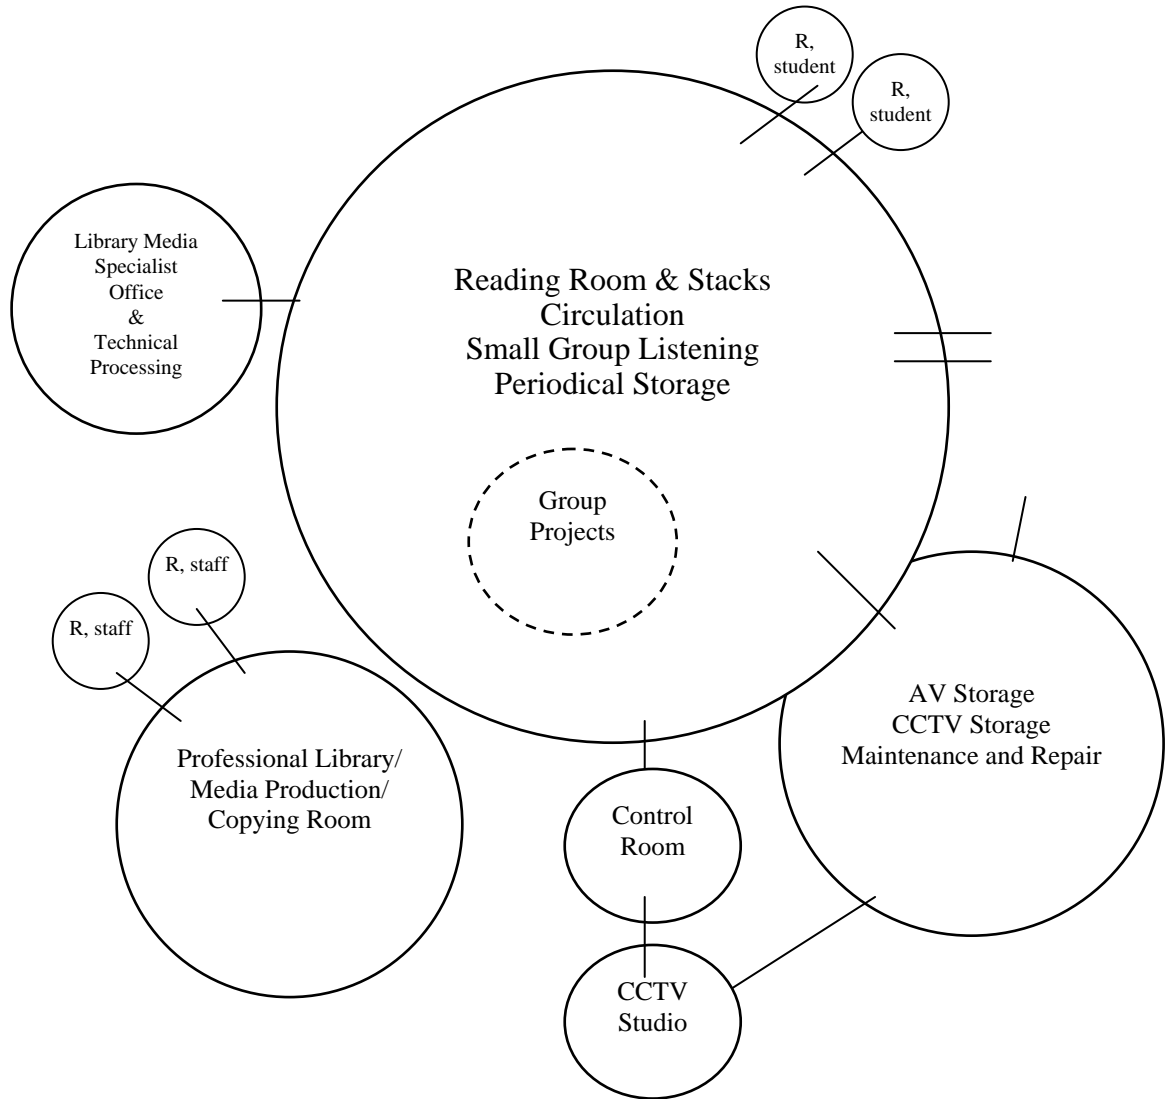 R,
student
R,
student
Library Media
Specialist
Office
&
Technical
Processing
Reading Room & Stacks
Circulation
Small Group Listening
Periodical Storage
Group
Projects
R, staff
R, staff
AV Storage
CCTV Storage
Maintenance and Repair
Professional Library/
Media Production/
Copying Room
Control
Room
CCTV
Studio